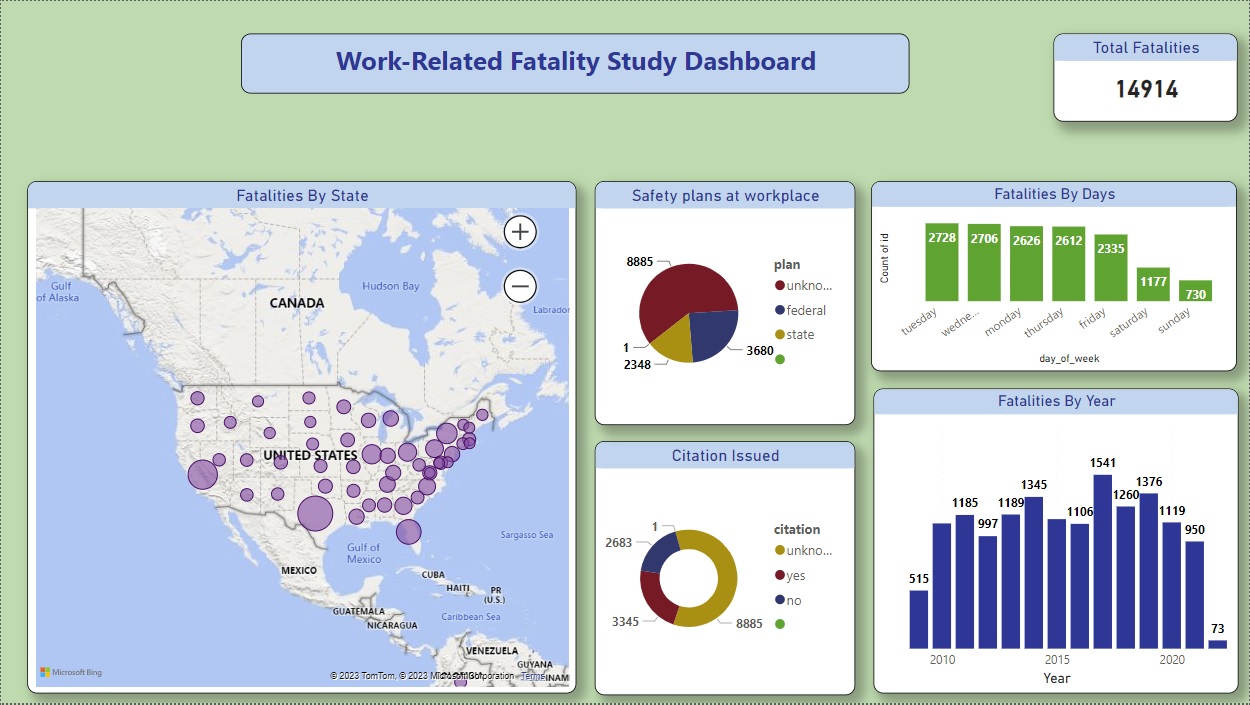 Work-Related Fatality Study Dashboard
Total Fatalities
14914
Fatalities By State
+
−
Gulf
of Alaska
Hudson Bay
Labrador
CANADA
UNITED STATES
Gulf of
Mexico
Sargasso Sea
MEXICO
CUBA
HAITI
PR
(U.S.)
GUATEMALA
NICARAGUA
Caribbean Sea
VENEZUELA
GUYANA
INAM
Microsoft Bing
© 2023 TomTom, © 2023 Microsoft Corporation Terms
Safety plans at workplace
8885
1
2348
3680
plan
unkno...
federal
state
Citation Issued
1
2683
3345
8885
citation
unkno...
yes
no
Fatalities By Days
Count of id
2728 2706 2626 2612 2335 1177 730
tuesday wedne... monday thursday friday saturday sunday
day_of_week
Fatalities By Year
515 1185 997 1189 1345 1106 1541 1260 1376 1119 950 73
2010 2015 2020
Year